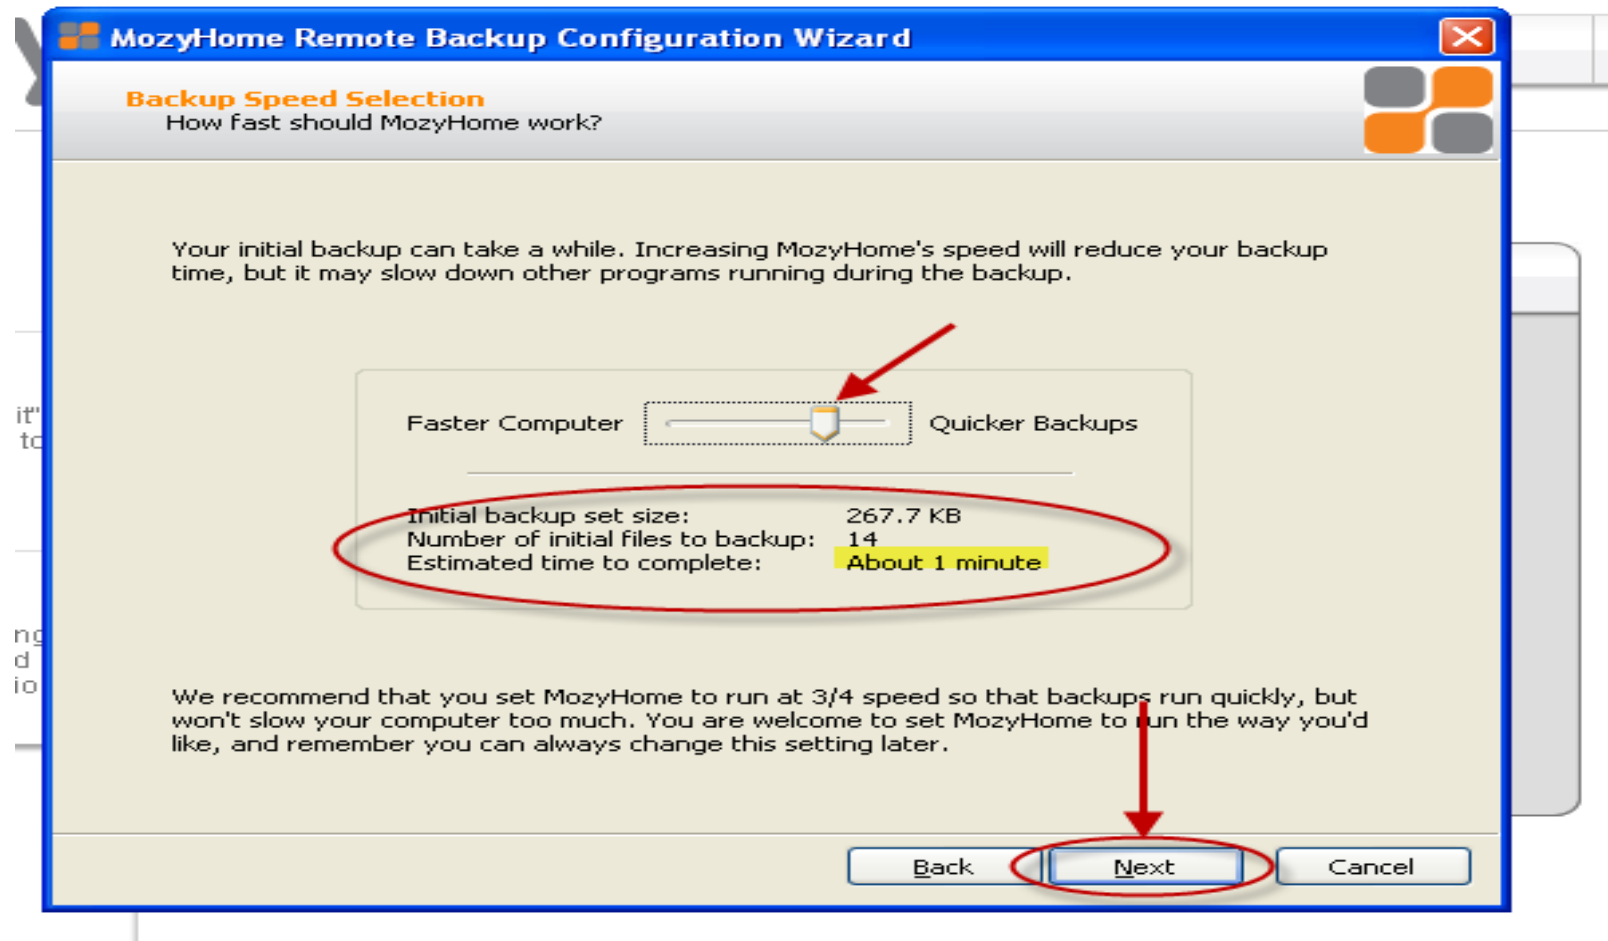 MozyHome Remote Backup Configuration Wizard
Backup Speed Selection
How fast should MozyHome work?
Your initial backup can take a while. Increasing MozyHome's speed will reduce your backup
time, but it may slow down other programs running during the backup.
it"
to
Faster Computer Quicker Backups
Initial backup set size: 267.7 KB
Number of initial files to backup: 14
Estimated time to complete: About 1 minute
ng
d
io
We recommend that you set MozyHome to run at 3/4 speed so that backups run quickly, but
won't slow your computer too much. You are welcome to set MozyHome to run the way you'd
like, and remember you can always change this setting later.
Back Next Cancel